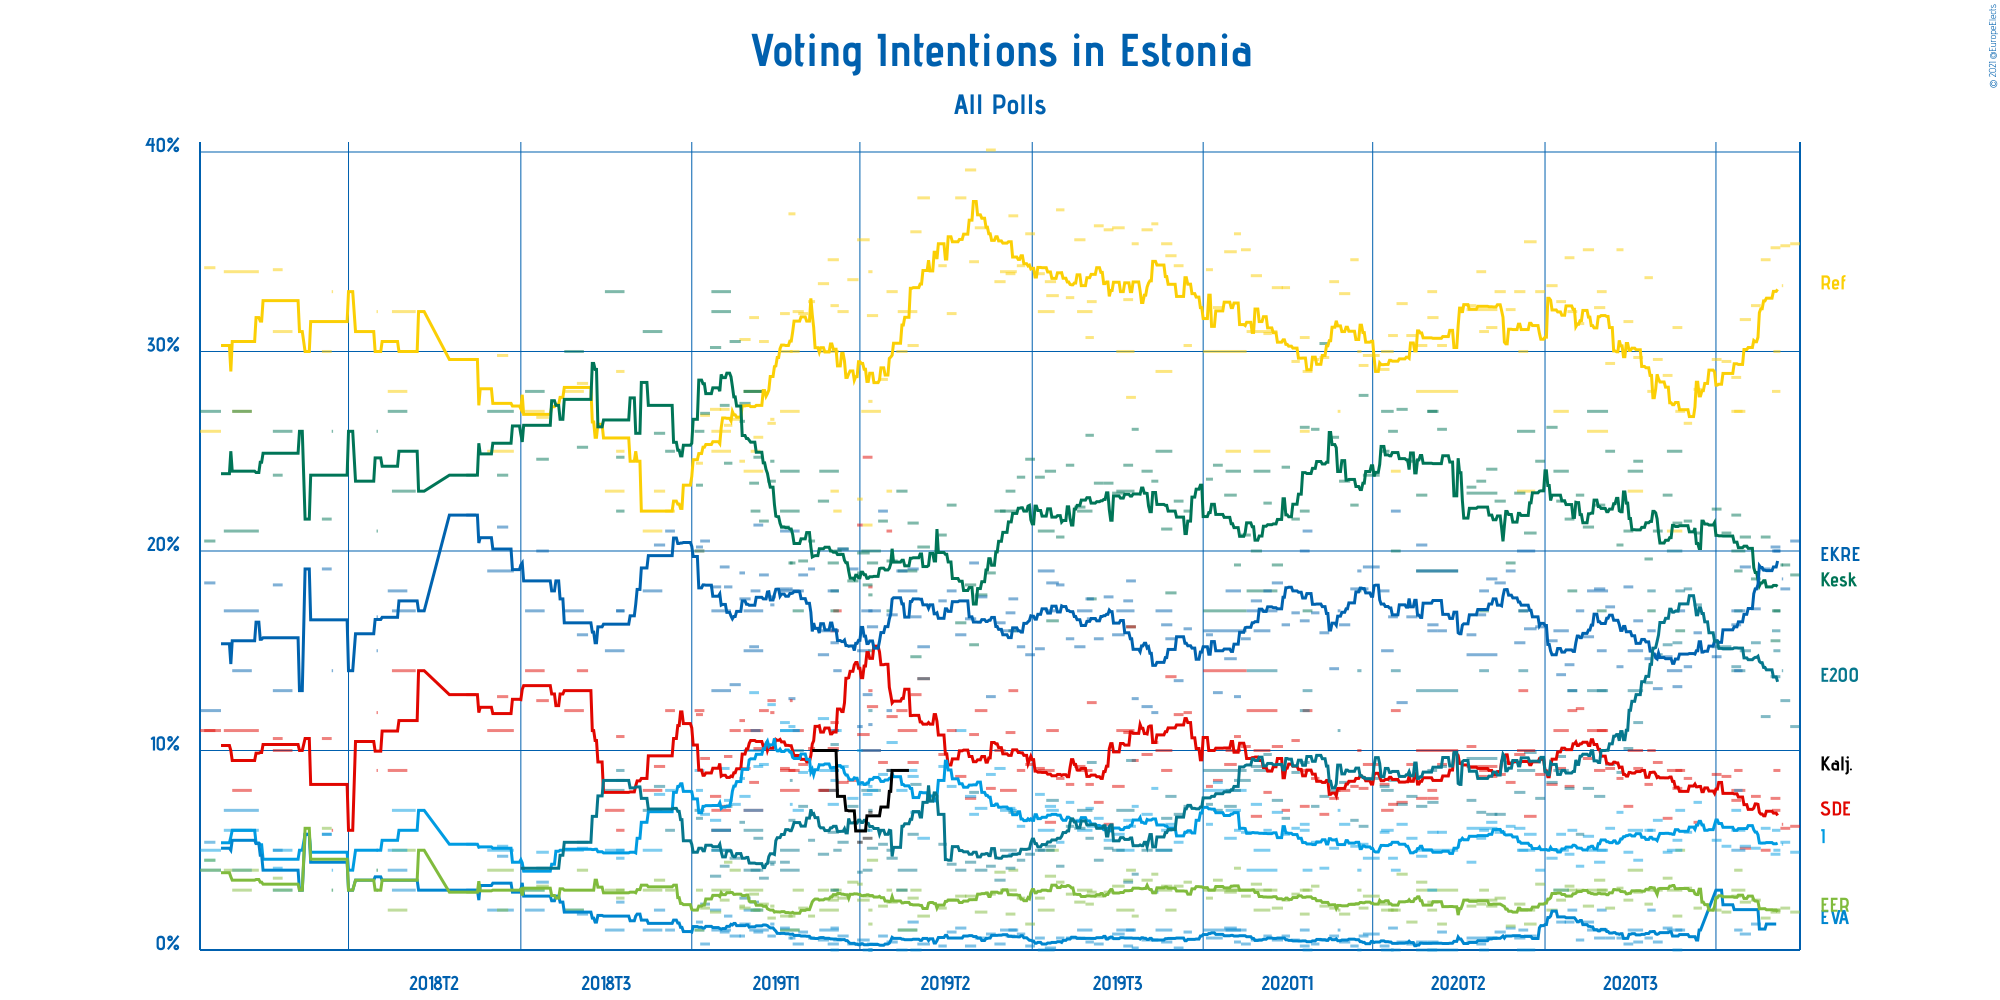 © 2021 @EuropeElects
Voting Intentions in Estonia
All Polls
40%
30%
20%
10%
0%
Ref
EKRE
Kesk
E200
Kalj.
SDE
I
EER
EVA
2018T2
2018T3
2019T1
2019T2
2019T3
2020T1
2020T2
2020T3